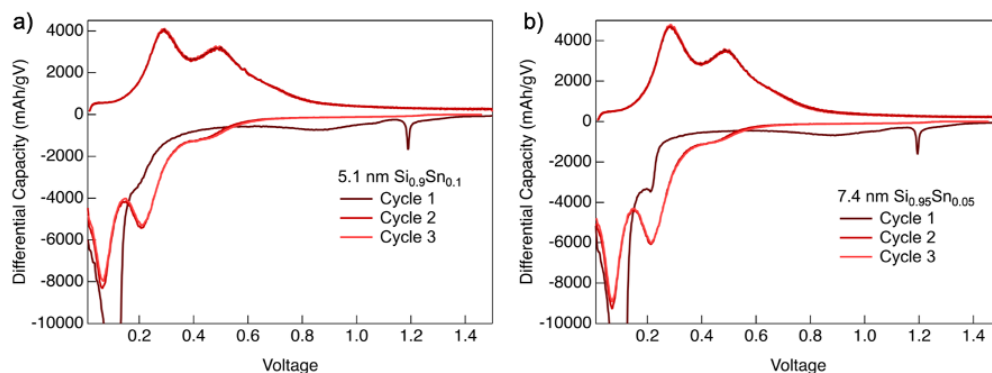 a)
4000
2000
0
-2000
-4000
-6000
-8000
-10000
Differential Capacity (mAh/gV)
5.1 nm Si₀.₉Sn₀.₁
Cycle 1
Cycle 2
Cycle 3
0.2 0.4 0.6 0.8 1.0 1.2 1.4
Voltage
b)
4000
2000
0
-2000
-4000
-6000
-8000
-10000
Differential Capacity (mAh/gV)
7.4 nm Si₀.₉₅Sn₀.₀₅
Cycle 1
Cycle 2
Cycle 3
0.2 0.4 0.6 0.8 1.0 1.2 1.4
Voltage